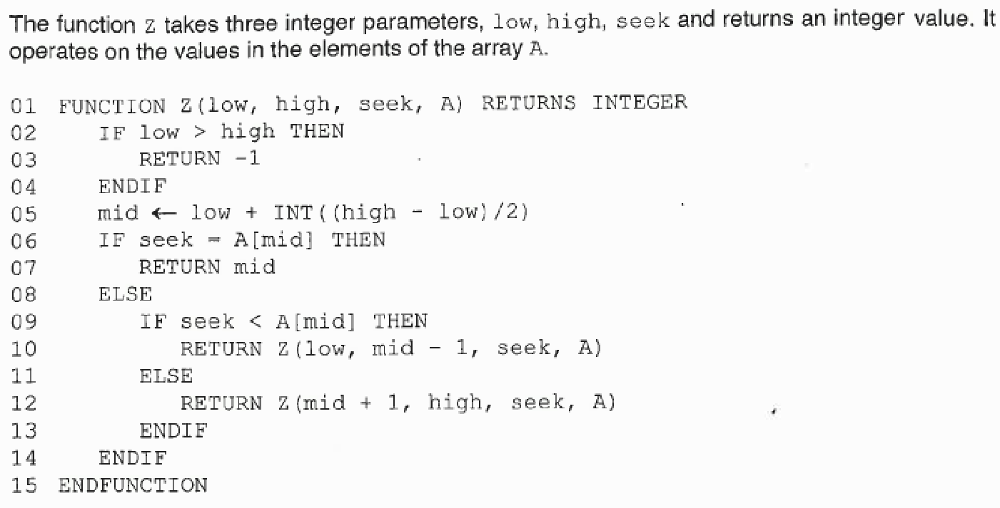 The function Z takes three integer parameters, low, high, seek and returns an integer value. It
operates on the values in the elements of the array A.
01 FUNCTION Z(low, high, seek, A) RETURNS INTEGER
02 IF low > high THEN
03 RETURN -1
04 ENDIF
05 mid ← low + INT((high - low)/2)
06 IF seek = A[mid] THEN
07 RETURN mid
08 ELSE
09 IF seek < A[mid] THEN
10 RETURN Z(low, mid - 1, seek, A)
11 ELSE
12 RETURN Z(mid + 1, high, seek, A)
13 ENDIF
14 ENDIF
15 ENDFUNCTION